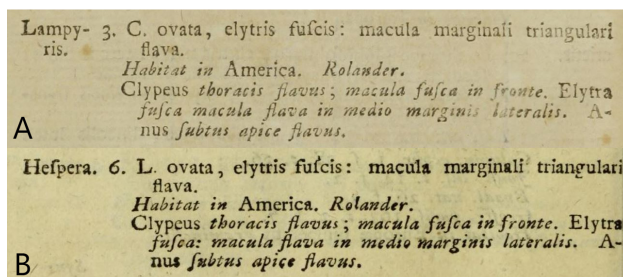 Lampy- 3. C. ovata, elytris fuſcis: macula marginali triangulari
ris. flava.
Habitat in America. Rolander.
Clypeus thoracis flavus; macula fuſca in fronte. Elytra
fuſca macula flava in medio marginis lateralis. A-
nus ſubtus apice flavus.
A
Heſpera. 6. L. ovata, elytris fuſcis: macula marginali triangulari
flava.
Habitat in America. Rolander.
Clypeus thoracis flavus; macula fuſca in fronte. Elytra
fuſca: macula flava in medio marginis lateralis. A-
nus ſubtus apice flavus.
B